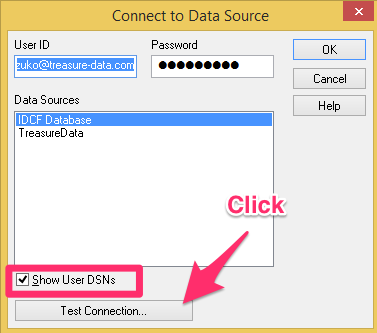 Connect to Data Source
User ID
Password
OK
zuko@treasure-data.com
●●●●●●●●●
Cancel
Help
Data Sources
IDCF Database
TreasureData
Click
Show User DSNs
Test Connection...